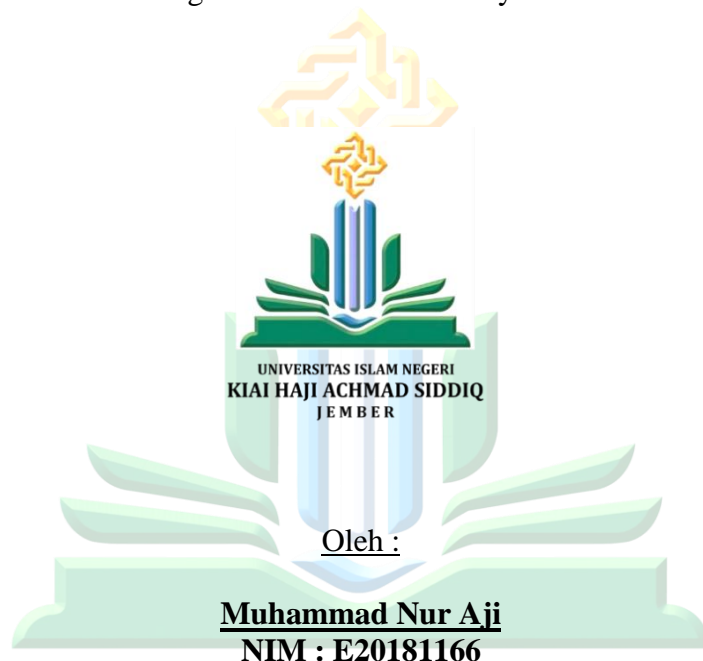 UNIVERSITAS ISLAM NEGERI
KIAI HAJI ACHMAD SIDDIQ
JEMBER
Oleh :
Muhammad Nur Aji
NIM : E20181166